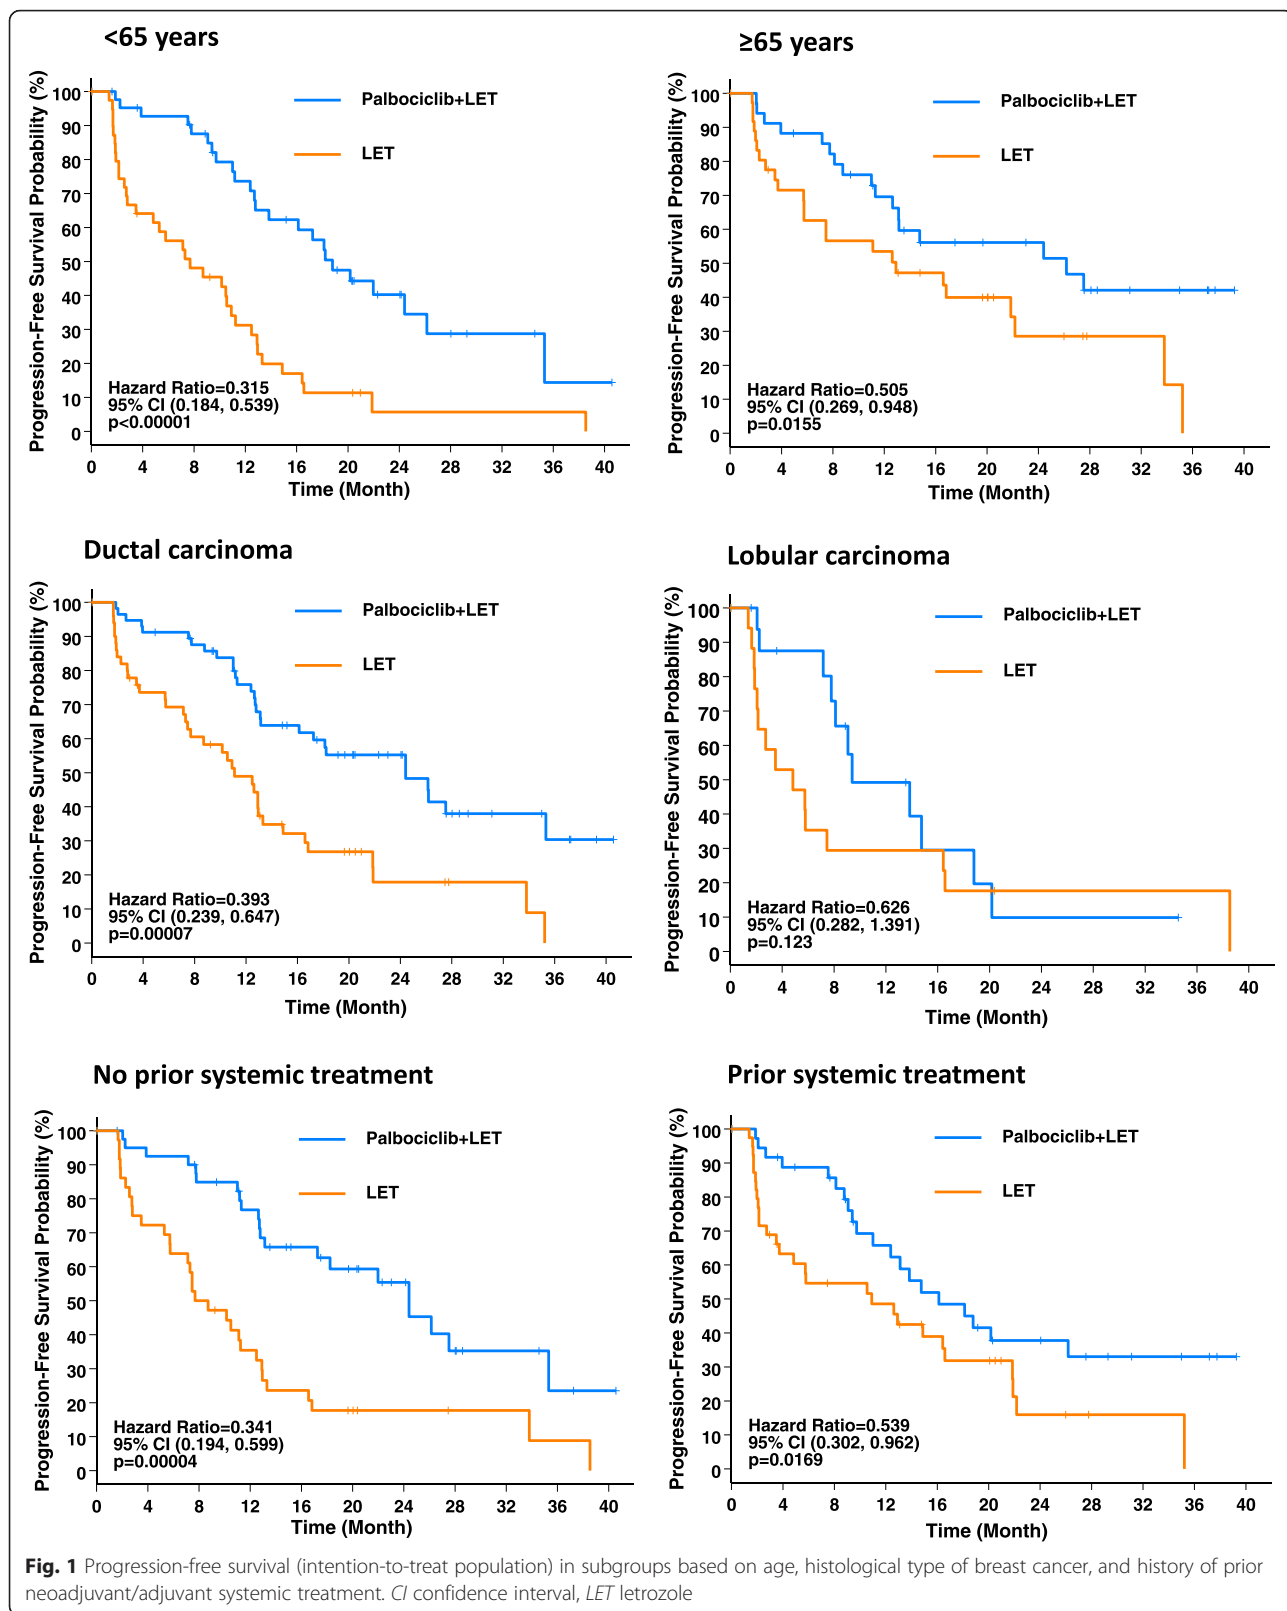 <65 years
Progression-Free Survival Probability (%)
100
90
80
70
60
50
40
30
20
10
0
Palbociclib+LET
LET
Hazard Ratio=0.315
95% CI (0.184, 0.539)
p<0.00001
0 4 8 12 16 20 24 28 32 36 40
Time (Month)
≥65 years
Progression-Free Survival Probability (%)
100
90
80
70
60
50
40
30
20
10
0
Palbociclib+LET
LET
Hazard Ratio=0.505
95% CI (0.269, 0.948)
p=0.0155
0 4 8 12 16 20 24 28 32 36 40
Time (Month)
Ductal carcinoma
Progression-Free Survival Probability (%)
100
90
80
70
60
50
40
30
20
10
0
Palbociclib+LET
LET
Hazard Ratio=0.393
95% CI (0.239, 0.647)
p=0.00007
0 4 8 12 16 20 24 28 32 36 40
Time (Month)
Lobular carcinoma
Progression-Free Survival Probability (%)
100
90
80
70
60
50
40
30
20
10
0
Palbociclib+LET
LET
Hazard Ratio=0.626
95% CI (0.282, 1.391)
p=0.123
0 4 8 12 16 20 24 28 32 36 40
Time (Month)
No prior systemic treatment
Progression-Free Survival Probability (%)
100
90
80
70
60
50
40
30
20
10
0
Palbociclib+LET
LET
Hazard Ratio=0.341
95% CI (0.194, 0.599)
p=0.00004
0 4 8 12 16 20 24 28 32 36 40
Time (Month)
Prior systemic treatment
Progression-Free Survival Probability (%)
100
90
80
70
60
50
40
30
20
10
0
Palbociclib+LET
LET
Hazard Ratio=0.539
95% CI (0.302, 0.962)
p=0.0169
0 4 8 12 16 20 24 28 32 36 40
Time (Month)
Fig. 1 Progression-free survival (intention-to-treat population) in subgroups based on age, histological type of breast cancer, and history of prior
neoadjuvant/adjuvant systemic treatment. CI confidence interval, LET letrozole